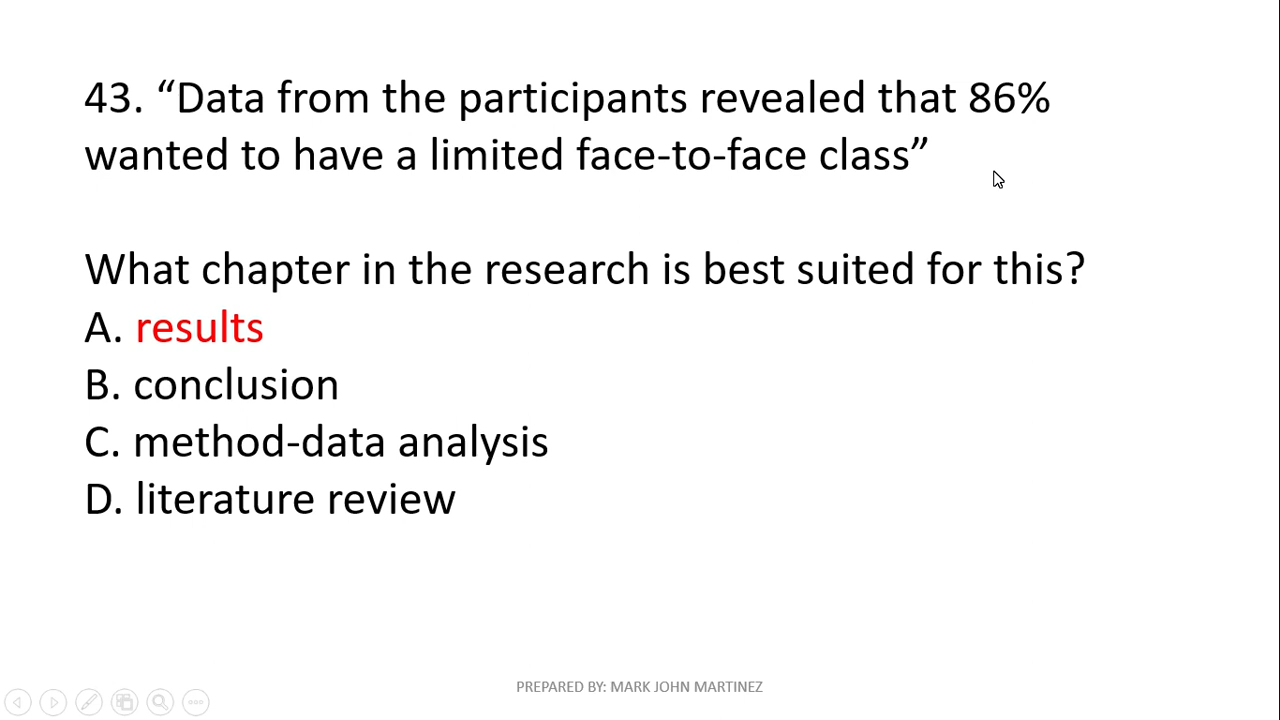 43. “Data from the participants revealed that 86%
wanted to have a limited face-to-face class”
What chapter in the research is best suited for this?
A. results
B. conclusion
C. method-data analysis
D. literature review
PREPARED BY: MARK JOHN MARTINEZ